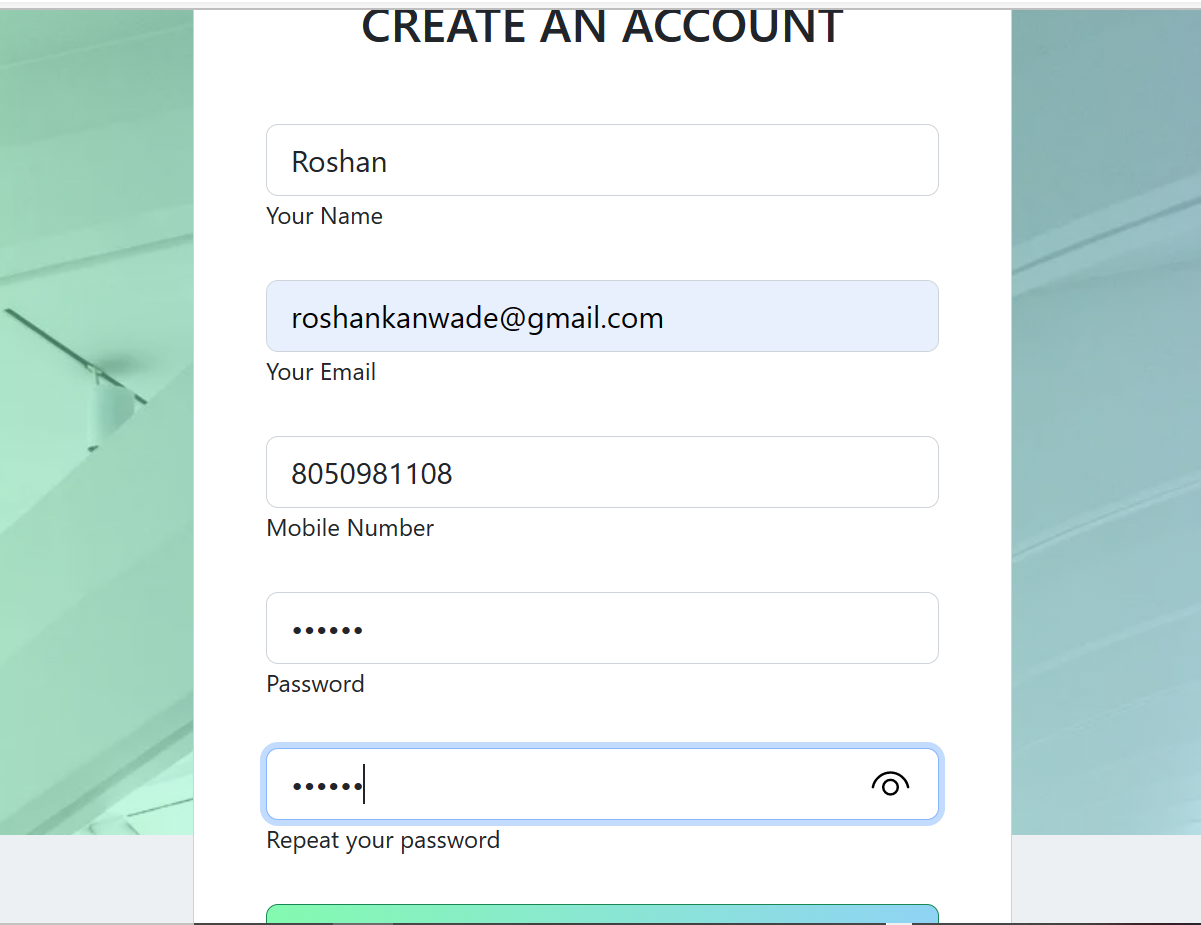 CREATE AN ACCOUNT
Roshan
Your Name
roshankanwade@gmail.com
Your Email
8050981108
Mobile Number
••••••
Password
••••••
Repeat your password